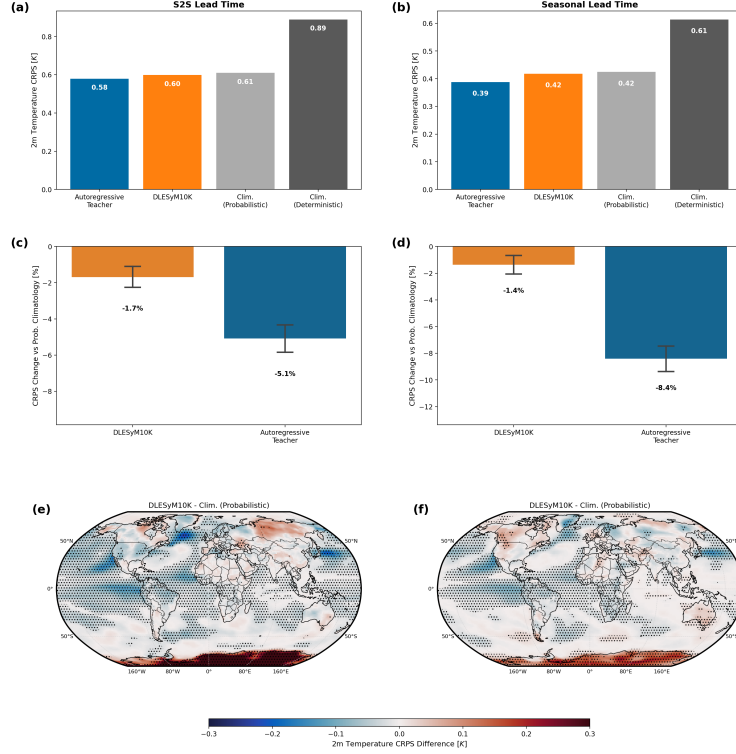 (a)
S2S Lead Time
2m Temperature CRPS [K]
0.8
0.6
0.4
0.2
0.0
0.58
0.60
0.61
0.89
Autoregressive
Teacher
DLESyM10K
Clim.
(Probabilistic)
Clim.
(Deterministic)
(b)
Seasonal Lead Time
2m Temperature CRPS [K]
0.6
0.5
0.4
0.3
0.2
0.1
0.0
0.39
0.42
0.42
0.61
Autoregressive
Teacher
DLESyM10K
Clim.
(Probabilistic)
Clim.
(Deterministic)
(c)
CRPS Change vs Prob. Climatology [%]
0
−2
−4
−6
−8
-1.7%
-5.1%
DLESyM10K
Autoregressive
Teacher
(d)
CRPS Change vs Prob. Climatology [%]
0
−2
−4
−6
−8
−10
−12
-1.4%
-8.4%
DLESyM10K
Autoregressive
Teacher
(e)
DLESyM10K - Clim. (Probabilistic)
50°N
50°N
0°
0°
50°S
50°S
160°W
80°W
0°
80°E
160°E
(f)
DLESyM10K - Clim. (Probabilistic)
50°N
50°N
0°
50°S
50°S
160°W
80°W
0°
80°E
160°E
−0.3
−0.2
−0.1
0.0
0.1
0.2
0.3
2m Temperature CRPS Difference [K]